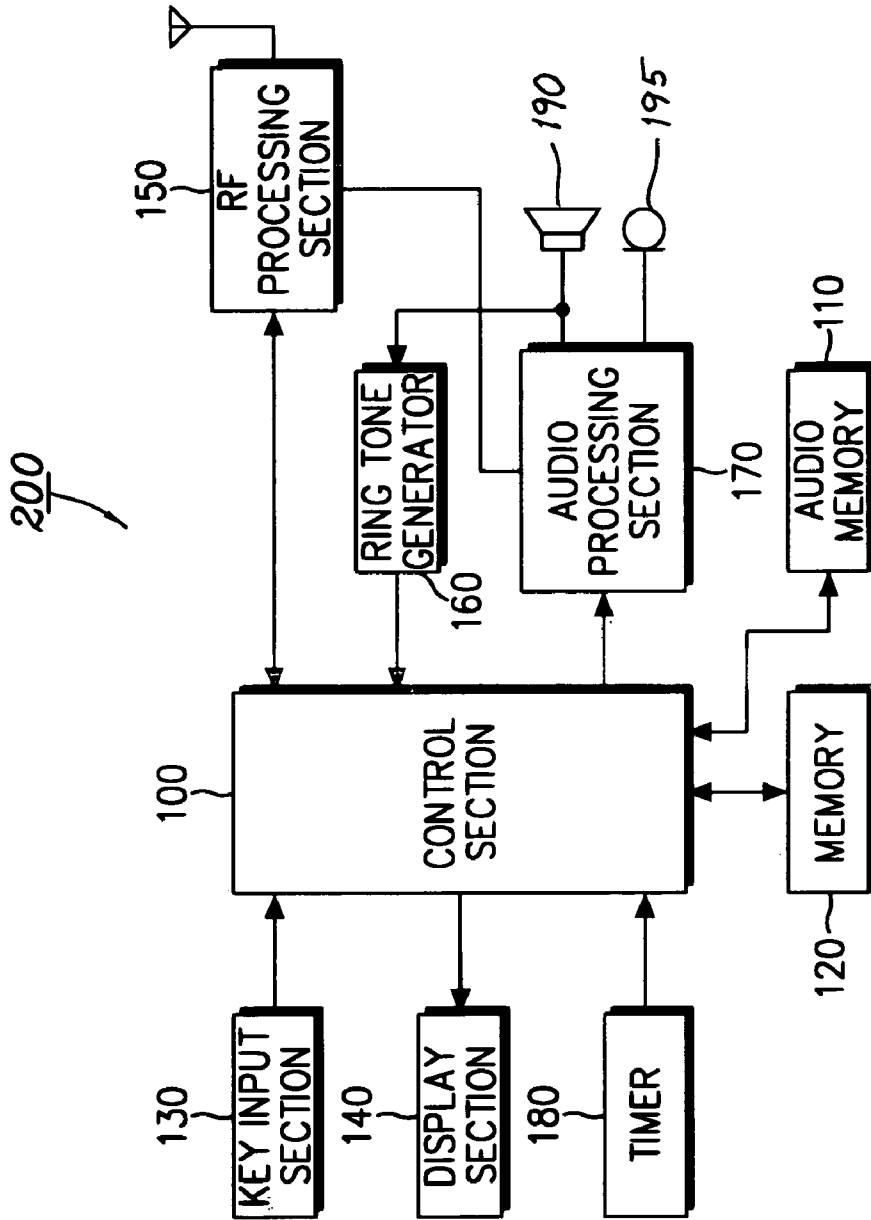 200
150
RF
PROCESSING
SECTION
190
195
RING TONE
GENERATOR
160
AUDIO
PROCESSING
SECTION
170
110
AUDIO
MEMORY
100
CONTROL
SECTION
MEMORY
120
130
KEY INPUT
SECTION
140
DISPLAY
SECTION
180
TIMER